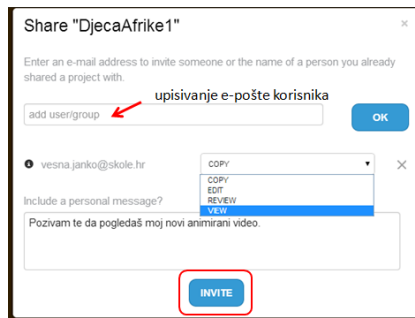 Share "DjecaAfrike1"
×
Enter an e-mail address to invite someone or the name of a person you already
shared a project with.
upisivanje e-pošte korisnika
add user/group
OK
vesna.janko@skole.hr
COPY
COPY
EDIT
REVIEW
VIEW
Include a personal message?
Pozivam te da pogledaš moj novi animirani video.
INVITE